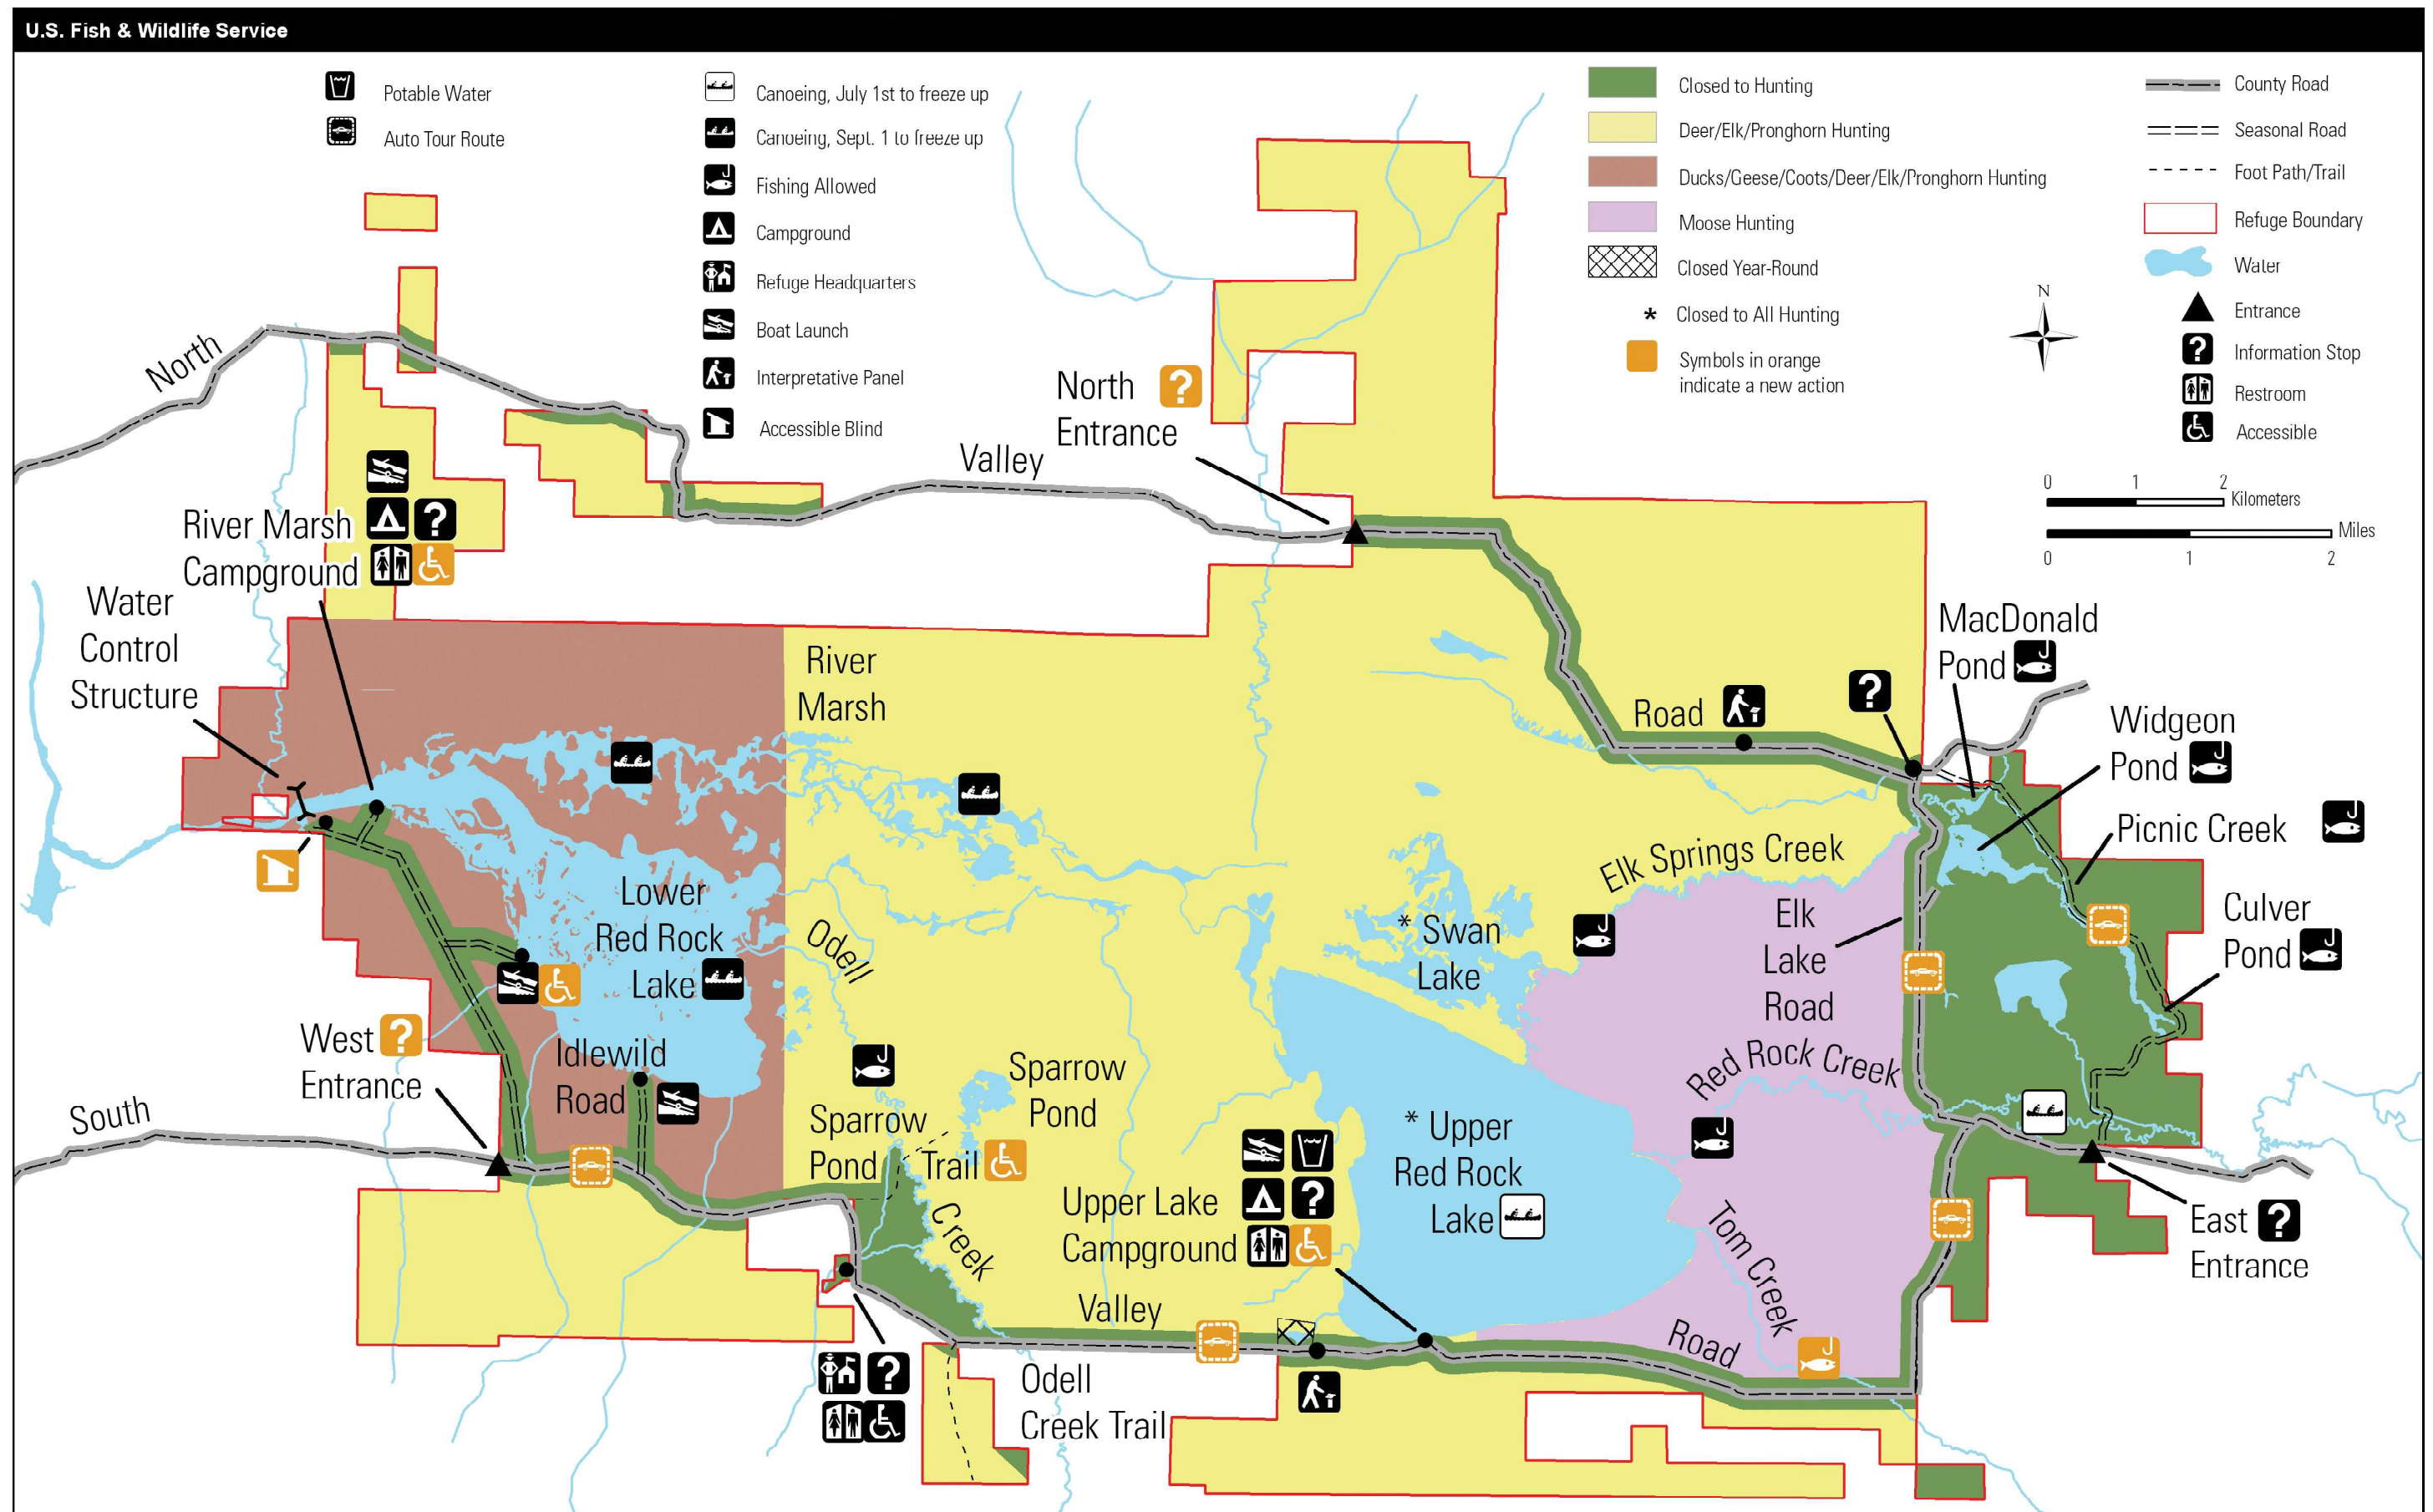 U.S. Fish & Wildlife Service
Potable Water
Auto Tour Route
Canoeing, July 1st to freeze up
Canoeing, Sept. 1 to freeze up
Fishing Allowed
Campground
Refuge Headquarters
Boat Launch
Interpretative Panel
Accessible Blind
Closed to Hunting
Deer/Elk/Pronghorn Hunting
Ducks/Geese/Coots/Deer/Elk/Pronghorn Hunting
Moose Hunting
Closed Year-Round
* Closed to All Hunting
Symbols in orange
indicate a new action
County Road
Seasonal Road
Foot Path/Trail
Refuge Boundary
Water
Entrance
? Information Stop
Restroom
Accessible
N
0 1 2
Kilometers
Miles
0 1 2
North
Valley
North ?
Entrance
River Marsh
Campground
?
Water
Control
Structure
River
Marsh
Road
?
MacDonald
Pond
Widgeon
Pond
Picnic Creek
Culver
Pond
Elk Springs Creek
Elk
Lake
Road
* Swan
Lake
Lower
Red Rock
Lake
Odell
Creek
West ?
Entrance
Idlewild
Road
South
Sparrow
Pond
Sparrow
Pond Trail
Red Rock Creek
* Upper
Red Rock
Lake
Upper Lake
Campground
?
Tom Creek
East ?
Entrance
Valley
Road
?
Odell
Creek Trail